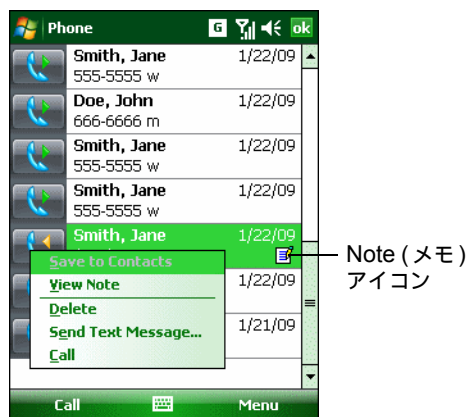 Phone G ok
Smith, Jane 1/22/09
555-5555 w
Doe, John 1/22/09
666-6666 m
Smith, Jane 1/22/09
555-5555 w
Smith, Jane 1/22/09
555-5555 w
Smith, Jane 1/22/09
Save to Contacts
View Note
1/22/09
Delete
Send Text Message...
1/21/09
Call
Call Menu
Note (メモ)
アイコン